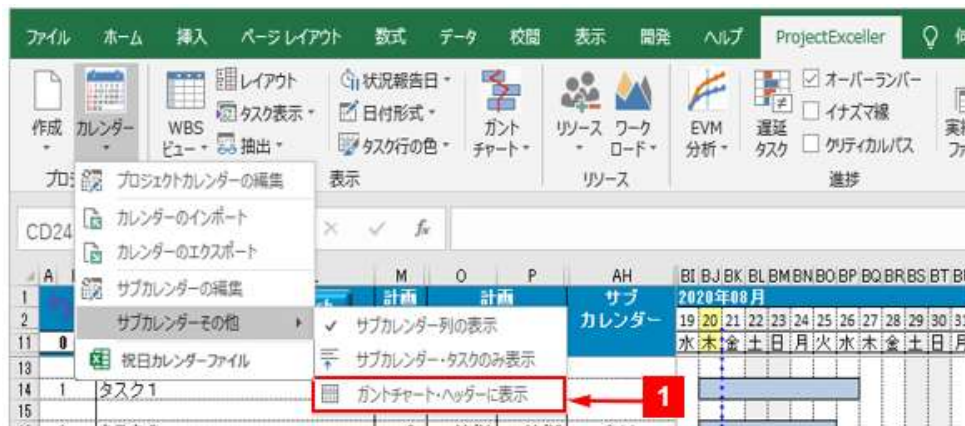 ファイル ホーム 挿入 ページ レイアウト 数式 データ 校閲 表示 開発 ヘルプ ProjectExceller
作成
カレンダー
WBS
ビュー
レイアウト
タスク表示
抽出
状況報告日
日付形式
タスク行の色
ガント
チャート
リソース
ワーク
ロード
EVM
分析
遅延
タスク
オーバーランバー
イナズマ線
クリティカルパス
表示
リソース
進捗
プロジェクトカレンダーの編集
カレンダーのインポート
カレンダーのエクスポート
サブカレンダーの編集
サブカレンダーその他
祝日カレンダーファイル
サブカレンダー列の表示
サブカレンダー・タスクのみ表示
ガントチャート・ヘッダーに表示
1
CD24
fx
A M O P AH BI BJ BK BL BM BN BO BP BQ BR BS BT
1 計画 計画 サブ 2020年08月
2 カレンダー 19 20 21 22 23 24 25 26 27 28 29 30 31
11 0 水 木 金 土 日 月 火 水 木 金 土 日 月
13
14 1 タスク1
15